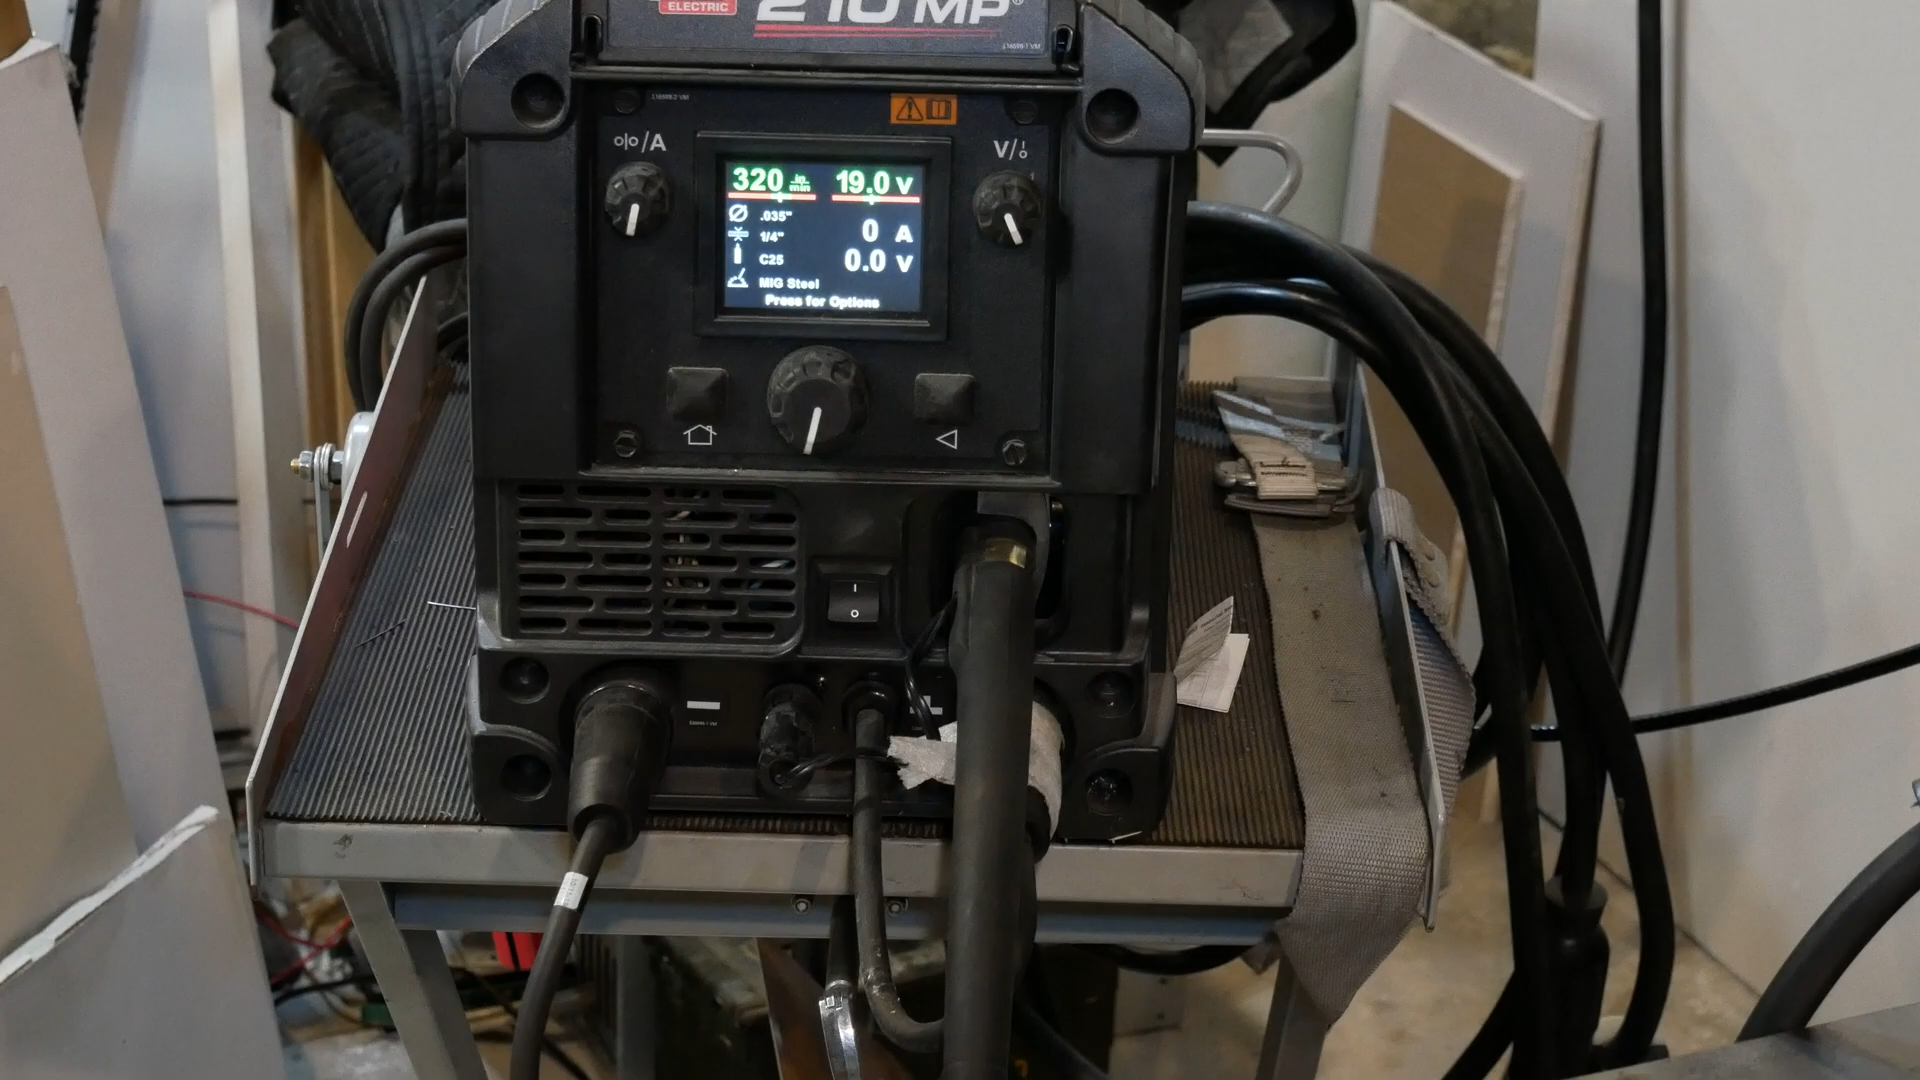 ELECTRIC
210 MP®
/A
V/
320 in/min 19.0 V
.035"
0 A
1/4"
C25
0.0 V
MIG Steel
Press for Options